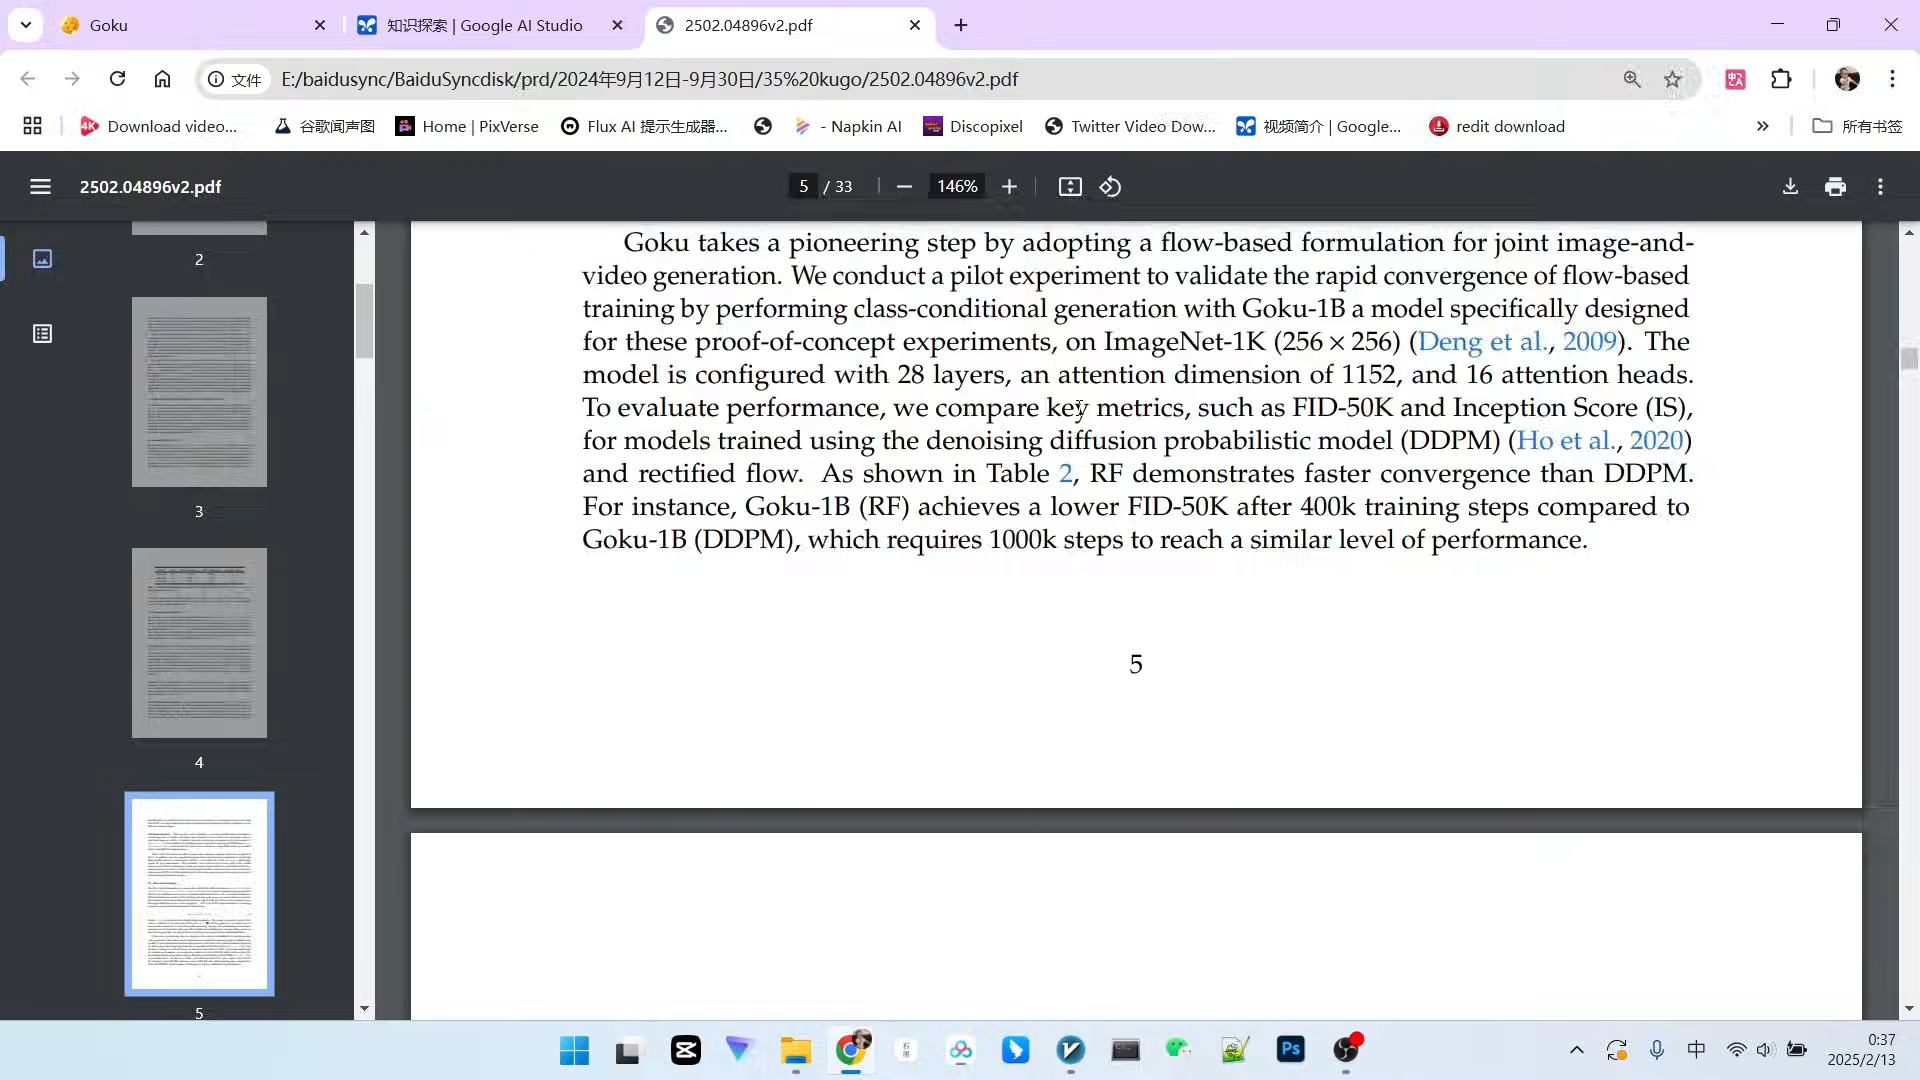 Goku
知识探索 | Google AI Studio
2502.04896v2.pdf
文件
E:/baidusync/BaiduSyncdisk/prd/2024年9月12日-9月30日/35%20kugo/2502.04896v2.pdf
Download video...
谷歌闻声图
Home | PixVerse
Flux AI 提示生成器...
- Napkin AI
Discopixel
Twitter Video Dow...
视频简介 | Google...
redit download
所有书签
2502.04896v2.pdf
5 / 33
146%
2
3
4
5
Goku takes a pioneering step by adopting a flow-based formulation for joint image-and-
video generation. We conduct a pilot experiment to validate the rapid convergence of flow-based
training by performing class-conditional generation with Goku-1B a model specifically designed
for these proof-of-concept experiments, on ImageNet-1K (256 × 256) (Deng et al., 2009). The
model is configured with 28 layers, an attention dimension of 1152, and 16 attention heads.
To evaluate performance, we compare key metrics, such as FID-50K and Inception Score (IS),
for models trained using the denoising diffusion probabilistic model (DDPM) (Ho et al., 2020)
and rectified flow. As shown in Table 2, RF demonstrates faster convergence than DDPM.
For instance, Goku-1B (RF) achieves a lower FID-50K after 400k training steps compared to
Goku-1B (DDPM), which requires 1000k steps to reach a similar level of performance.
5
Ps
中
0:37
2025/2/13